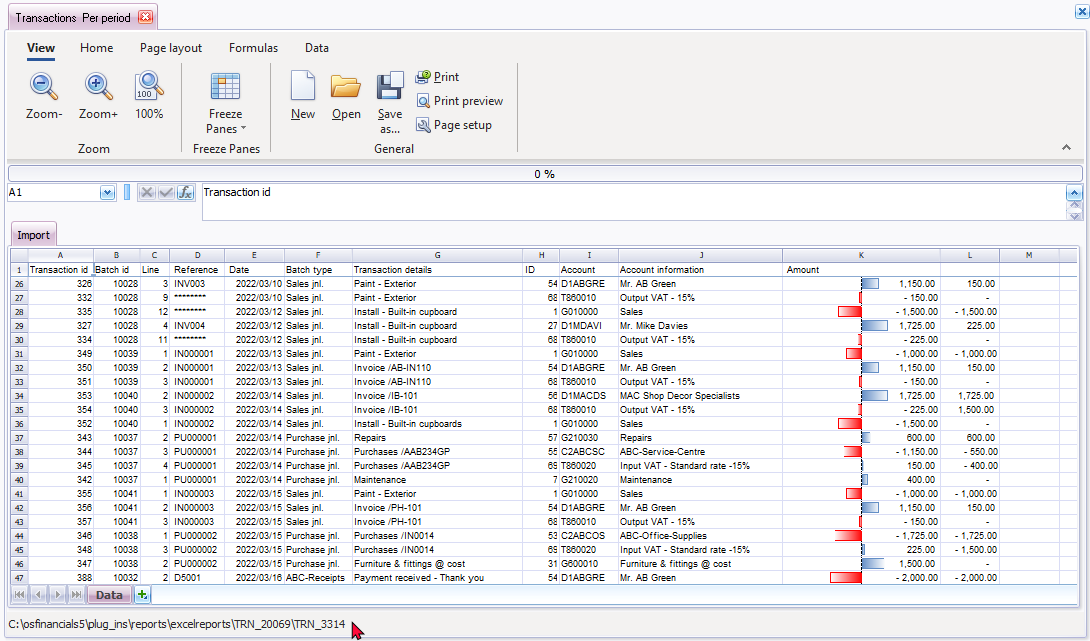 Transactions Per period
View Home Page layout Formulas Data
Zoom- Zoom+ 100% Freeze Panes New Open Save as... Print
Print preview
Page setup
Zoom Freeze Panes General
0 %
A1 Transaction id
Import
A B C D E F G H I J K L M
1 Transaction id Batch id Line Reference Date Batch type Transaction details ID Account Account information Amount
26 326 10028 3 INV003 2022/03/10 Sales jnl. Paint - Exterior 54 D1ABGRE Mr. AB Green 1,150.00 150.00
27 332 10028 9 ******** 2022/03/10 Sales jnl. Paint - Exterior 68 T860010 Output VAT - 15% - 150.00 -
28 335 10028 12 ******** 2022/03/12 Sales jnl. Install - Built-in cupboard 1 G010000 Sales - 1,500.00 - 1,500.00
29 327 10028 4 INV004 2022/03/12 Sales jnl. Install - Built-in cupboard 27 D1MDAVI Mr. Mike Davies 1,725.00 225.00
30 334 10028 11 ******** 2022/03/12 Sales jnl. Install - Built-in cupboard 68 T860010 Output VAT - 15% - 225.00 -
31 349 10039 1 IN000001 2022/03/13 Sales jnl. Paint - Exterior 1 G010000 Sales - 1,000.00 - 1,000.00
32 350 10039 2 IN000001 2022/03/13 Sales jnl. Invoice /AB-IN110 54 D1ABGRE Mr. AB Green 1,150.00 150.00
33 351 10039 3 IN000001 2022/03/13 Sales jnl. Invoice /AB-IN110 68 T860010 Output VAT - 15% - 150.00 -
34 353 10040 2 IN000002 2022/03/14 Sales jnl. Invoice /IB-101 56 D1MACDS MAC Shop Decor Specialists 1,725.00 1,725.00
35 354 10040 3 IN000002 2022/03/14 Sales jnl. Invoice /IB-101 68 T860010 Output VAT - 15% - 225.00 1,500.00
36 352 10040 1 IN000002 2022/03/14 Sales jnl. Install - Built-in cupboards 1 G010000 Sales - 1,500.00 -
37 343 10037 2 PU000001 2022/03/14 Purchase jnl. Repairs 57 G210030 Repairs 600.00 600.00
38 344 10037 3 PU000001 2022/03/14 Purchase jnl. Purchases /AAB234GP 55 C2ABCSC ABC-Service-Centre - 1,150.00 - 550.00
39 345 10037 4 PU000001 2022/03/14 Purchase jnl. Purchases /AAB234GP 69 T860020 Input VAT - Standard rate -15% 150.00 - 400.00
40 342 10037 1 PU000001 2022/03/14 Purchase jnl. Maintenance 7 G210020 Maintenance 400.00 -
41 355 10041 1 IN000003 2022/03/15 Sales jnl. Paint - Exterior 1 G010000 Sales - 1,000.00 - 1,000.00
42 356 10041 2 IN000003 2022/03/15 Sales jnl. Invoice /PH-101 54 D1ABGRE Mr. AB Green 1,150.00 150.00
43 357 10041 3 IN000003 2022/03/15 Sales jnl. Invoice /PH-101 68 T860010 Output VAT - 15% - 150.00 -
44 346 10038 1 PU000002 2022/03/15 Purchase jnl. Purchases /IN0014 53 C2ABCOS ABC-Office-Supplies - 1,725.00 - 1,725.00
45 348 10038 3 PU000002 2022/03/15 Purchase jnl. Purchases /IN0014 69 T860020 Input VAT - Standard rate -15% 225.00 - 1,500.00
46 347 10038 2 PU000002 2022/03/15 Purchase jnl. Furniture & fittings @ cost 31 G600010 Furniture & fittings @ cost 1,500.00 -
47 388 10032 2 D5001 2022/03/16 ABC-Receipts Payment received - Thank you 54 D1ABGRE Mr. AB Green - 2,000.00 - 2,000.00
Data
C:\osfinancials5\plug_ins\reports\excelreports\TRN_20069\TRN_3314